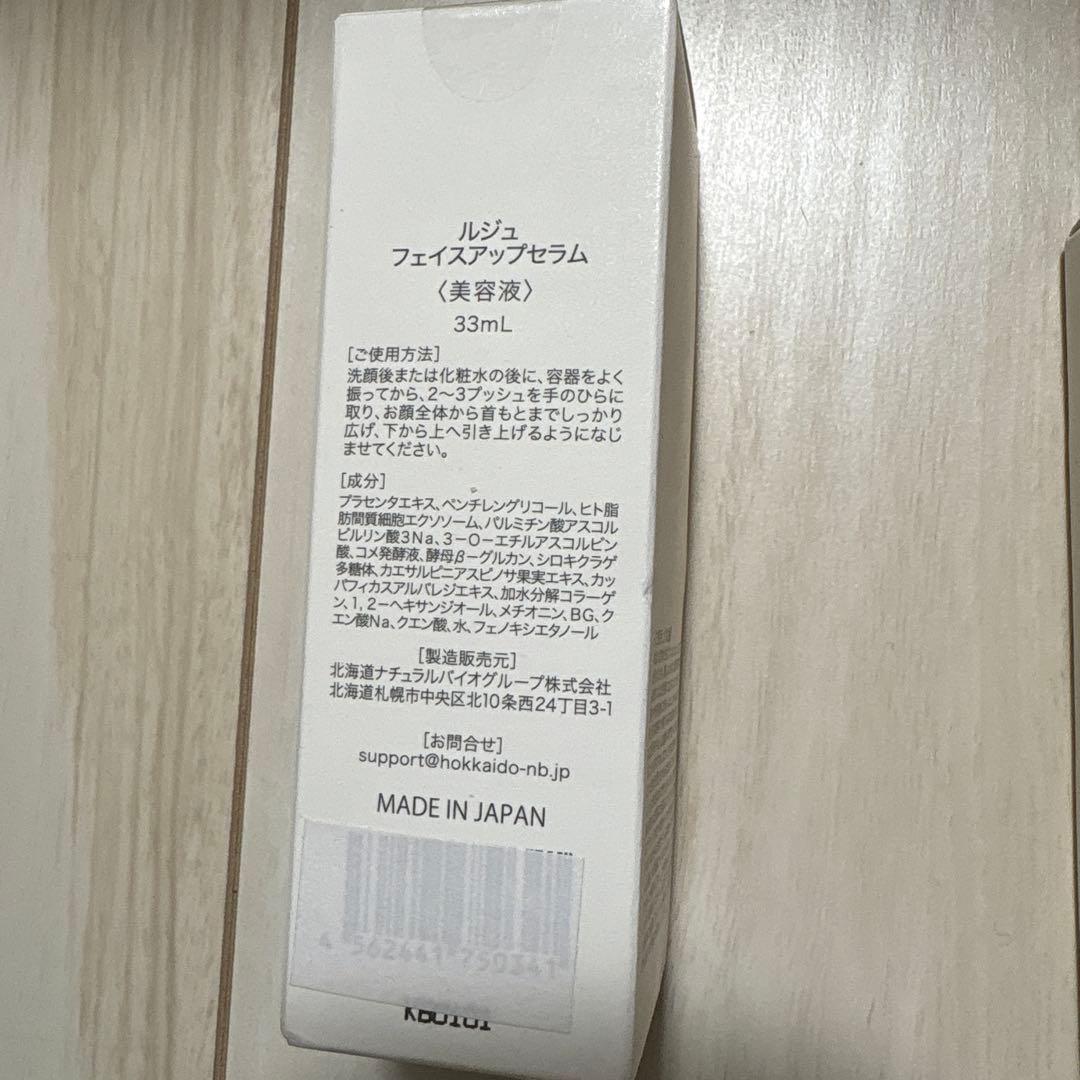 ルジュ
フェイスアップセラム
〈美容液〉
33mL
[ご使用方法]
洗顔後または化粧水の後に、容器をよく
振ってから、2〜3プッシュを手のひらに
取り、お顔全体から首もとまでしっかり
広げ、下から上へ引き上げるようになじ
ませてください。
[成分]
プラセンタエキス、ペンチレングリコール、ヒト脂
肪間質細胞エクソソーム、パルミチン酸アスコル
ビルリン酸3Na、3−O−エチルアスコルビン
酸、コメ発酵液、酵母β−グルカン、シロキクラゲ
多糖体、カエサルピニアスピノサ果実エキス、カッ
パフィカスアルバレジエキス、加水分解コラーゲ
ン、1,2−ヘキサンジオール、メチオニン、BG、ク
エン酸Na、クエン酸、水、フェノキシエタノール
[製造販売元]
北海道ナチュラルバイオグループ株式会社
北海道札幌市中央区北10条西24丁目3-1
[お問合せ]
support@hokkaido-nb.jp
MADE IN JAPAN
4 562441 750341